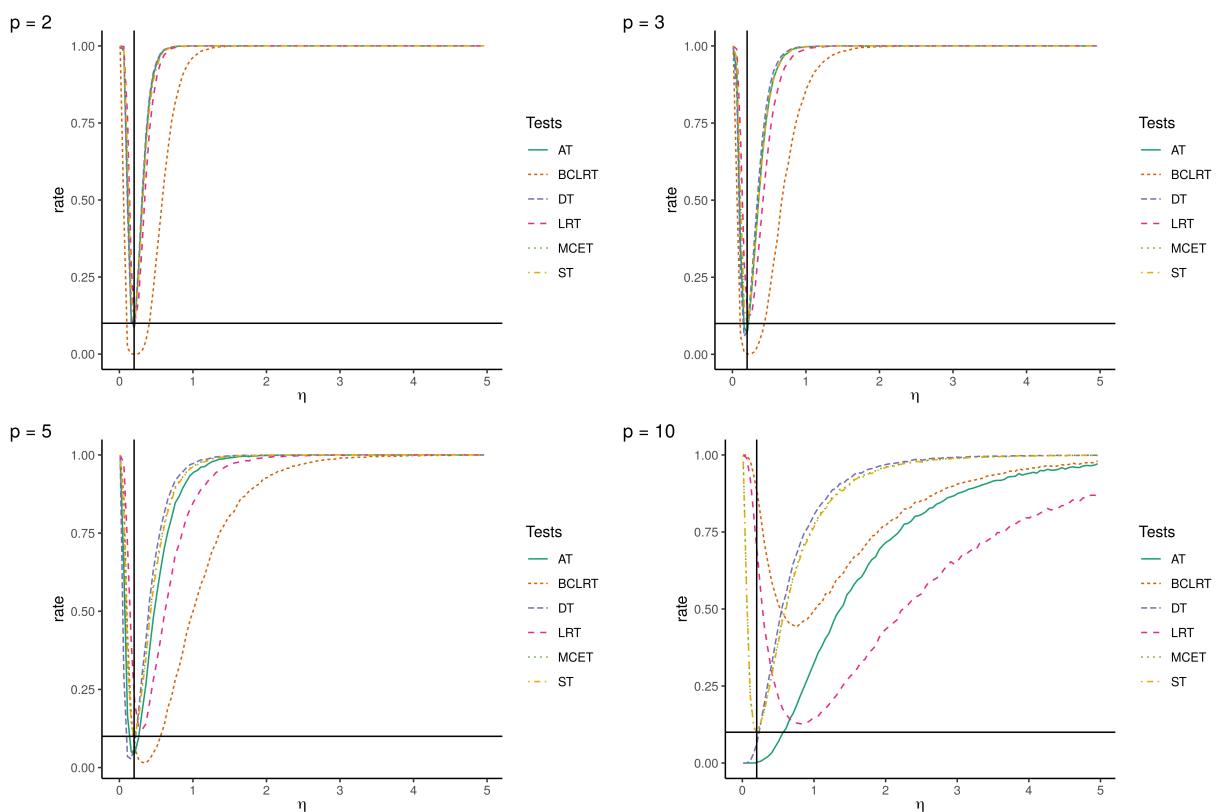 p = 2
1.00
0.75
0.50
0.25
0.00
rate
0 1 2 3 4 5
η
Tests
AT
BCLRT
DT
LRT
MCET
ST
p = 3
1.00
0.75
0.50
0.25
0.00
rate
0 1 2 3 4 5
η
Tests
AT
BCLRT
DT
LRT
MCET
ST
p = 5
1.00
0.75
0.50
0.25
0.00
rate
0 1 2 3 4 5
η
Tests
AT
BCLRT
DT
LRT
MCET
ST
p = 10
1.00
0.75
0.50
0.25
0.00
rate
0 1 2 3 4 5
η
Tests
AT
BCLRT
DT
LRT
MCET
ST